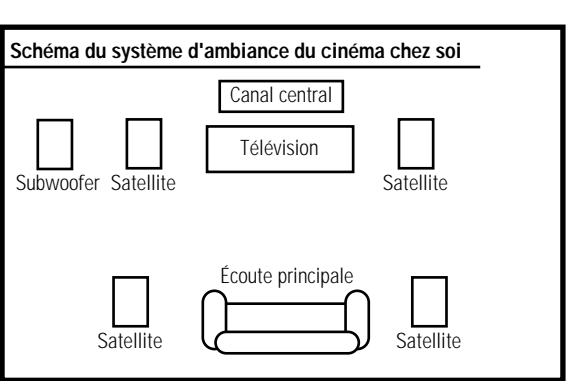 Schéma du système d'ambiance du cinéma chez soi
Canal central
Télévision
Subwoofer Satellite Satellite
Écoute principale
Satellite Satellite